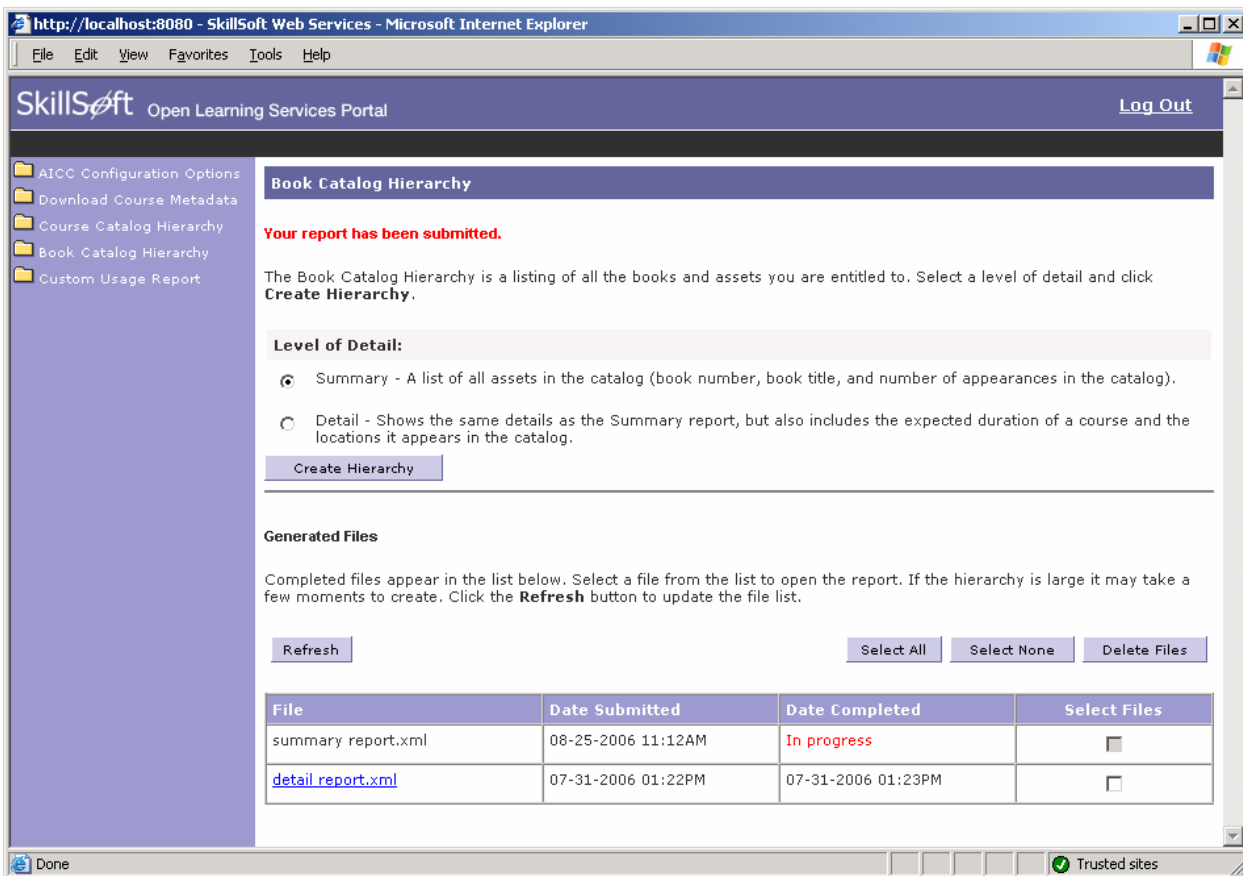 http://localhost:8080 - SkillSoft Web Services - Microsoft Internet Explorer
File Edit View Favorites Tools Help
SkillSoft Open Learning Services Portal
Log Out
AICC Configuration Options
Download Course Metadata
Course Catalog Hierarchy
Book Catalog Hierarchy
Custom Usage Report
Book Catalog Hierarchy
Your report has been submitted.
The Book Catalog Hierarchy is a listing of all the books and assets you are entitled to. Select a level of detail and click
Create Hierarchy.
Level of Detail:
Summary - A list of all assets in the catalog (book number, book title, and number of appearances in the catalog).
Detail - Shows the same details as the Summary report, but also includes the expected duration of a course and the
locations it appears in the catalog.
Create Hierarchy
Generated Files
Completed files appear in the list below. Select a file from the list to open the report. If the hierarchy is large it may take a
few moments to create. Click the Refresh button to update the file list.
Refresh Select All Select None Delete Files
File Date Submitted Date Completed Select Files
summary report.xml 08-25-2006 11:12AM In progress
detail report.xml 07-31-2006 01:22PM 07-31-2006 01:23PM
Done Trusted sites